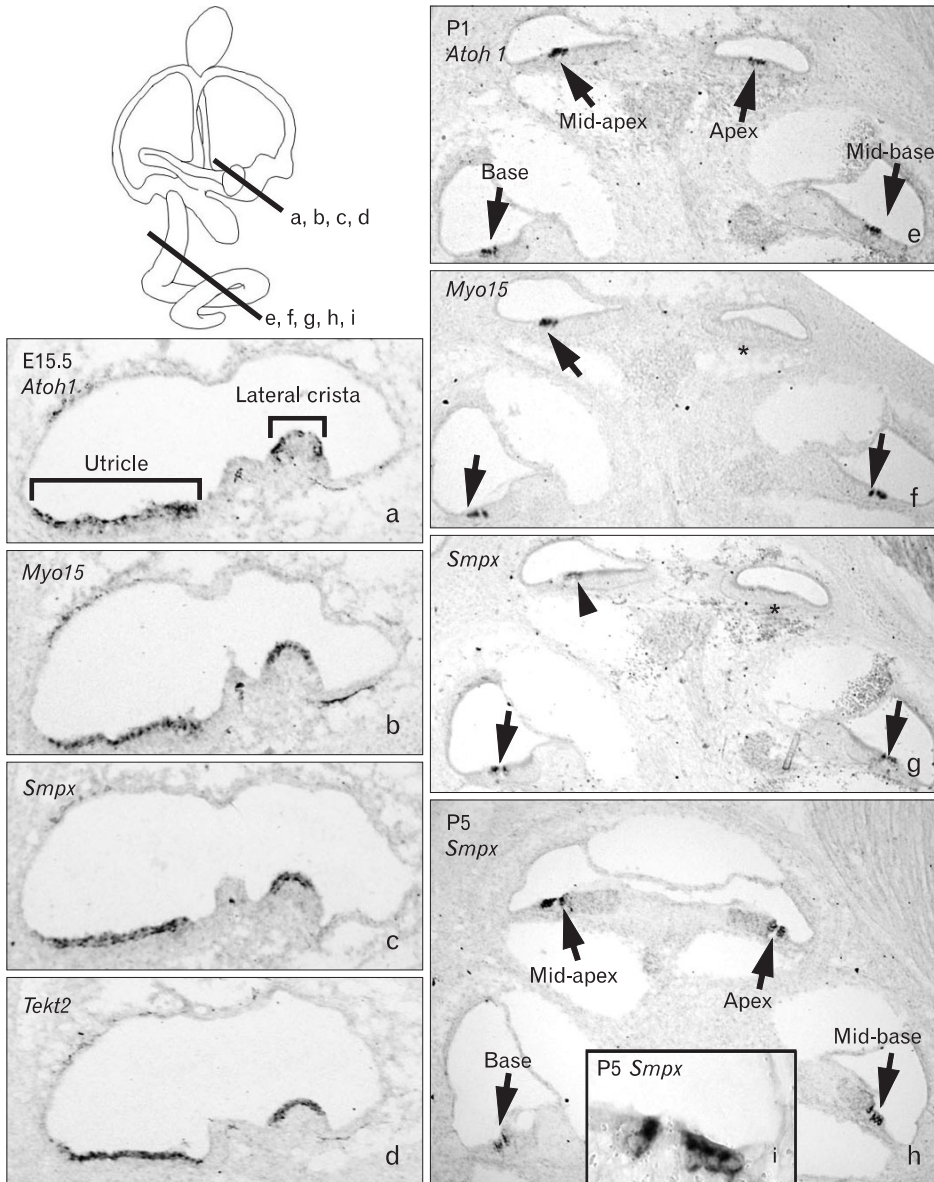 a, b, c, d
e, f, g, h, i
E15.5
Atoh1
Lateral crista
Utricle
a
Myo15
b
Smpx
c
Tekt2
d
P1
Atoh 1
Mid-apex
Apex
Base
Mid-base
e
Myo15
*
f
Smpx
*
g
P5
Smpx
Mid-apex
Apex
Base
Mid-base
P5 Smpx
i
h